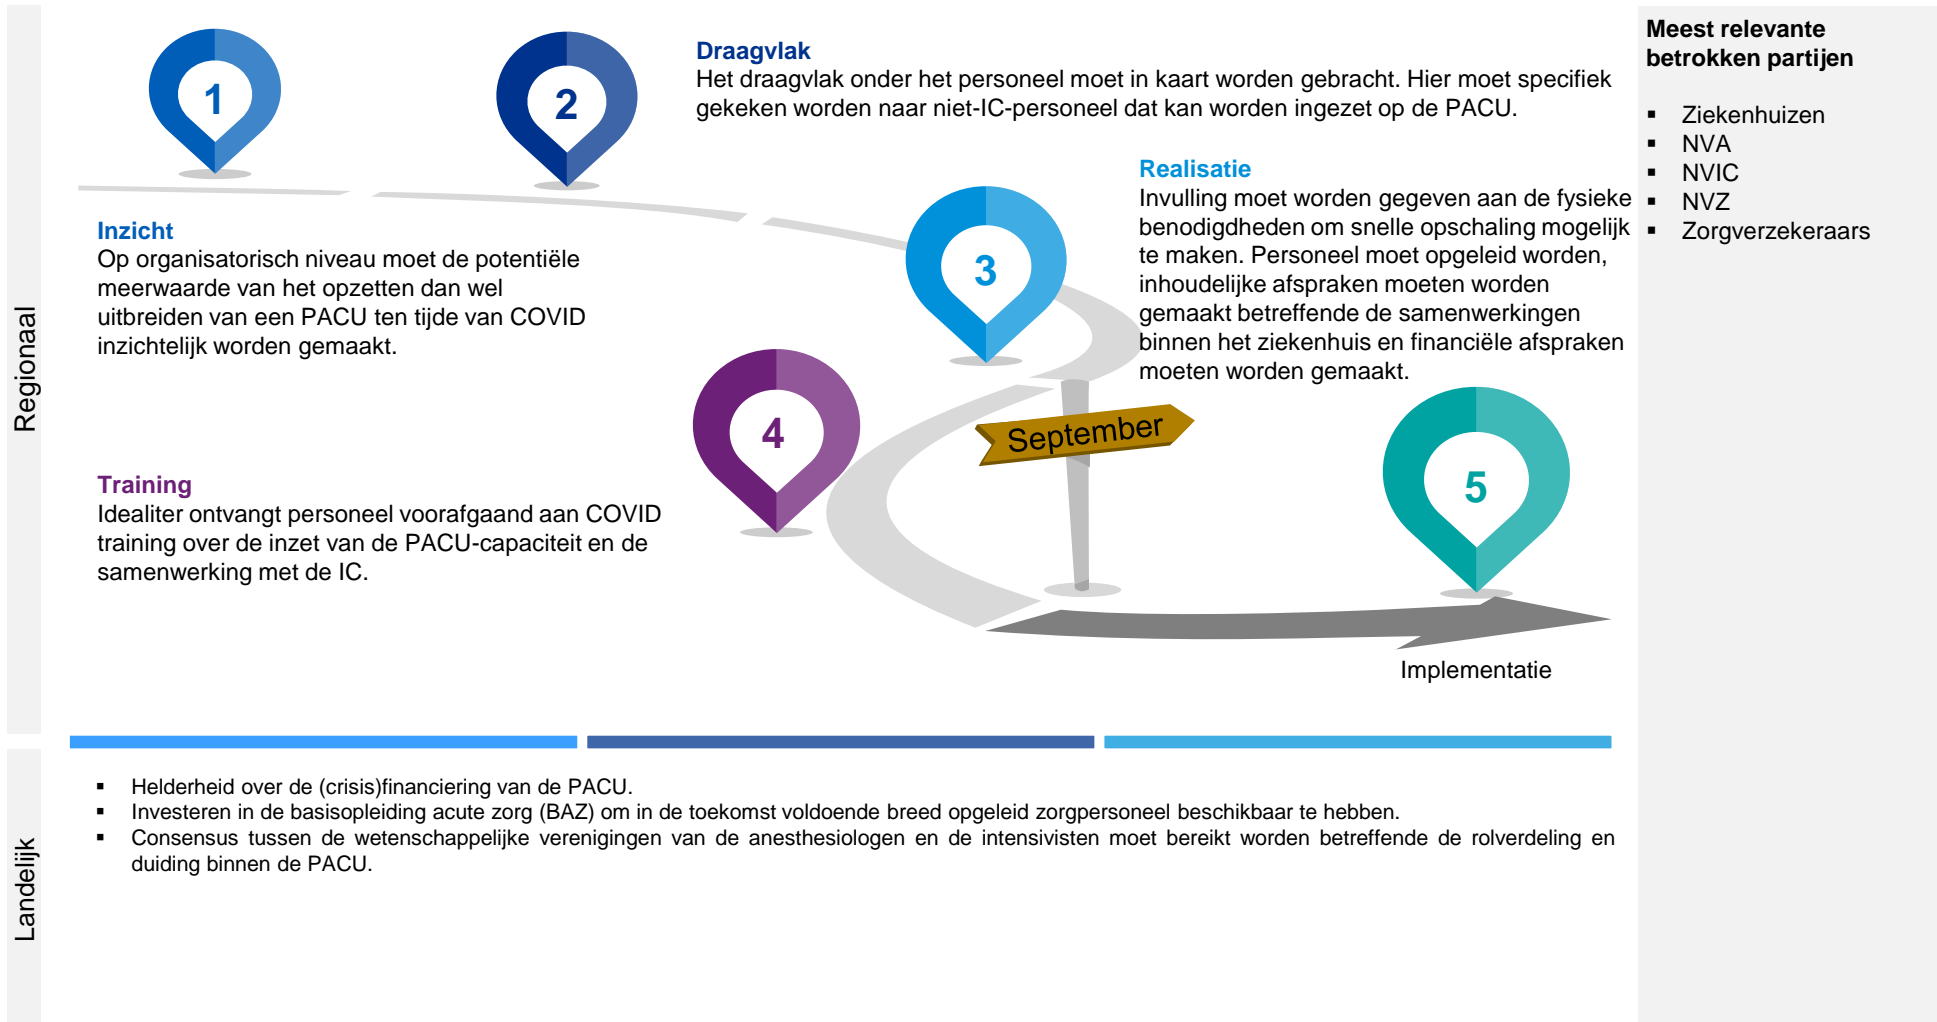 Regionaal
1
2
Draagvlak
Het draagvlak onder het personeel moet in kaart worden gebracht. Hier moet specifiek
gekeken worden naar niet-IC-personeel dat kan worden ingezet op de PACU.
Inzicht
Op organisatorisch niveau moet de potentiële
meerwaarde van het opzetten dan wel
uitbreiden van een PACU ten tijde van COVID
inzichtelijk worden gemaakt.
3
Realisatie
Invulling moet worden gegeven aan de fysieke
benodigdheden om snelle opschaling mogelijk
te maken. Personeel moet opgeleid worden,
inhoudelijke afspraken moeten worden
gemaakt betreffende de samenwerkingen
binnen het ziekenhuis en financiële afspraken
moeten worden gemaakt.
4
Training
Idealiter ontvangt personeel voorafgaand aan COVID
training over de inzet van de PACU-capaciteit en de
samenwerking met de IC.
September
5
Implementatie
Meest relevante
betrokken partijen
▪ Ziekenhuizen
▪ NVA
▪ NVIC
▪ NVZ
▪ Zorgverzekeraars
Landelijk
▪ Helderheid over de (crisis)financiering van de PACU.
▪ Investeren in de basisopleiding acute zorg (BAZ) om in de toekomst voldoende breed opgeleid zorgpersoneel beschikbaar te hebben.
▪ Consensus tussen de wetenschappelijke verenigingen van de anesthesiologen en de intensivisten moet bereikt worden betreffende de rolverdeling en
duiding binnen de PACU.